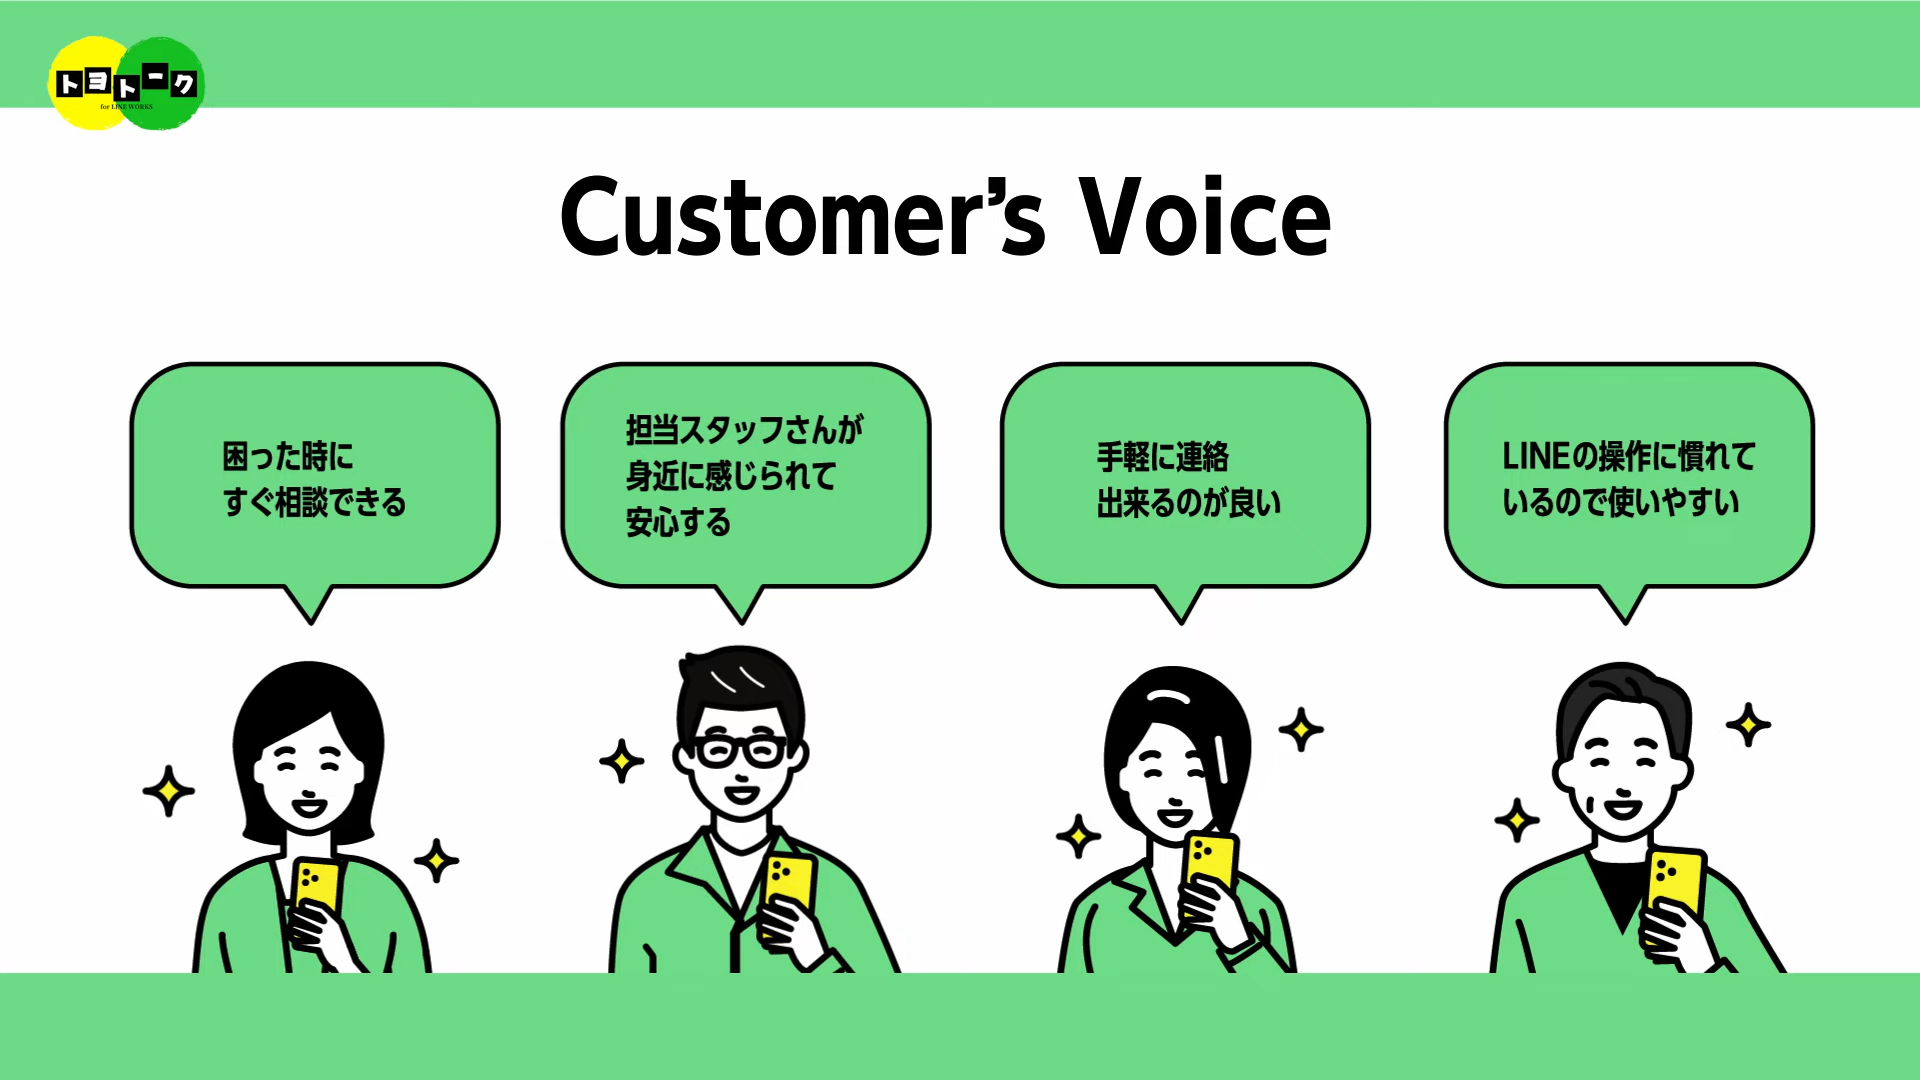 トヨトーク
for LINE WORKS
Customer’s Voice
困った時に
すぐ相談できる
担当スタッフさんが
身近に感じられて
安心する
手軽に連絡
出来るのが良い
LINEの操作に慣れて
いるので使いやすい